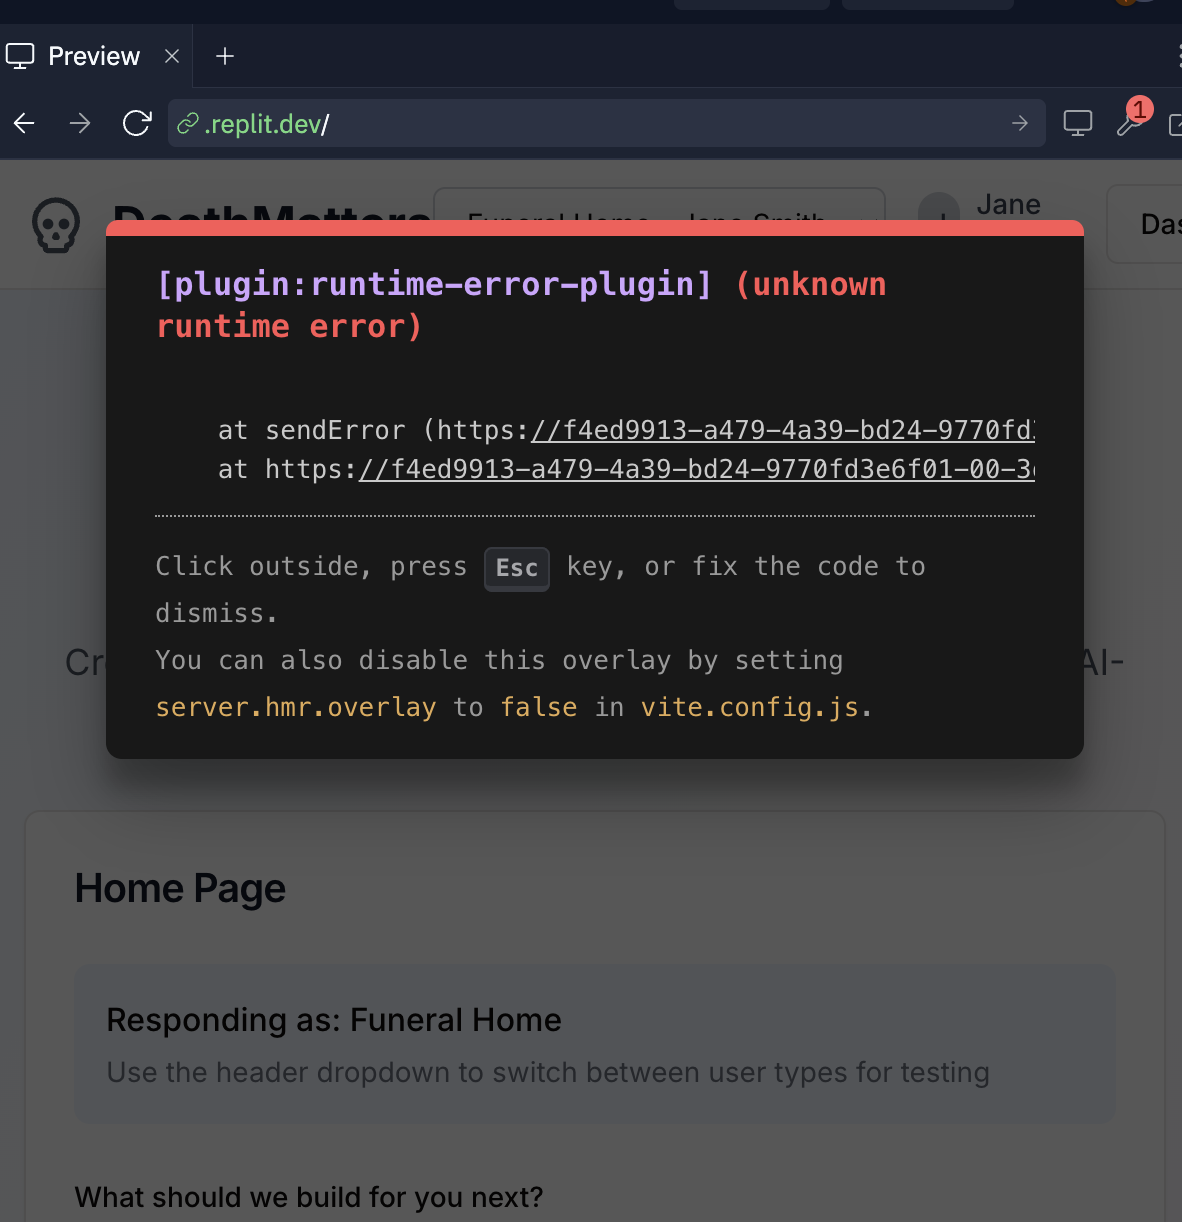 Preview
.replit.dev/
1
DeathMatters
Funeral Home - Jane Smith
Jane
[plugin:runtime-error-plugin] (unknown
runtime error)
at sendError (https://f4ed9913-a479-4a39-bd24-9770fd
at https://f4ed9913-a479-4a39-bd24-9770fd3e6f01-00-3
Click outside, press Esc key, or fix the code to
dismiss.
You can also disable this overlay by setting
server.hmr.overlay to false in vite.config.js.
AI-
Home Page
Responding as: Funeral Home
Use the header dropdown to switch between user types for testing
What should we build for you next?